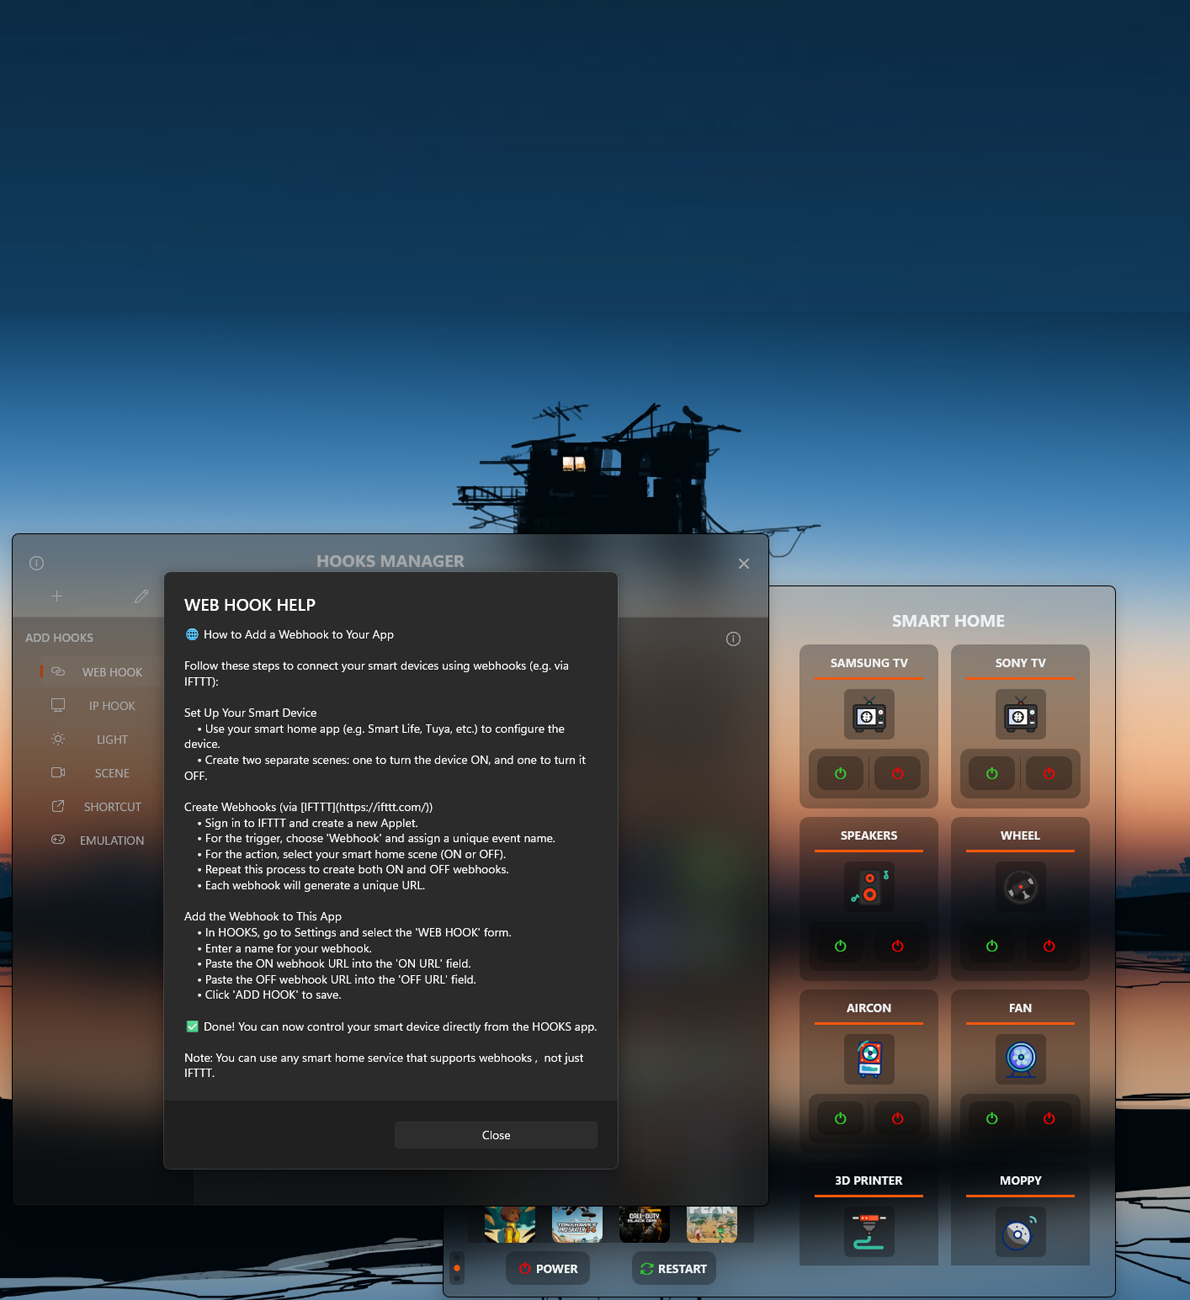 HOOKS MANAGER
ADD HOOKS
WEB HOOK
IP HOOK
LIGHT
SCENE
SHORTCUT
EMULATION
WEB HOOK HELP
🌐 How to Add a Webhook to Your App
Follow these steps to connect your smart devices using webhooks (e.g. via
IFTTT):
Set Up Your Smart Device
• Use your smart home app (e.g. Smart Life, Tuya, etc.) to configure the
device.
• Create two separate scenes: one to turn the device ON, and one to turn it
OFF.
Create Webhooks (via [IFTTT](https://ifttt.com/))
• Sign in to IFTTT and create a new Applet.
• For the trigger, choose 'Webhook' and assign a unique event name.
• For the action, select your smart home scene (ON or OFF).
• Repeat this process to create both ON and OFF webhooks.
• Each webhook will generate a unique URL.
Add the Webhook to This App
• In HOOKS, go to Settings and select the 'WEB HOOK' form.
• Enter a name for your webhook.
• Paste the ON webhook URL into the 'ON URL' field.
• Paste the OFF webhook URL into the 'OFF URL' field.
• Click 'ADD HOOK' to save.
✅ Done! You can now control your smart device directly from the HOOKS app.
Note: You can use any smart home service that supports webhooks ,  not just
IFTTT.
Close
SMART HOME
SAMSUNG TV
SONY TV
SPEAKERS
WHEEL
AIRCON
FAN
3D PRINTER
MOPPY
CALL OF DUTY
BLACK OPS
PEAK
POWER
RESTART